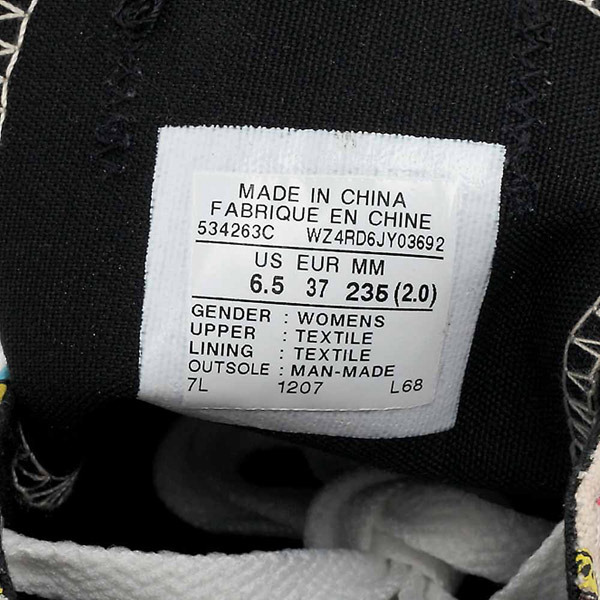 MADE IN CHINA
FABRIQUE EN CHINE
534263C WZ4RD6JY03692
US EUR MM
6.5 37 235 (2.0)
GENDER : WOMENS
UPPER : TEXTILE
LINING : TEXTILE
OUTSOLE : MAN-MADE
7L 1207 L68